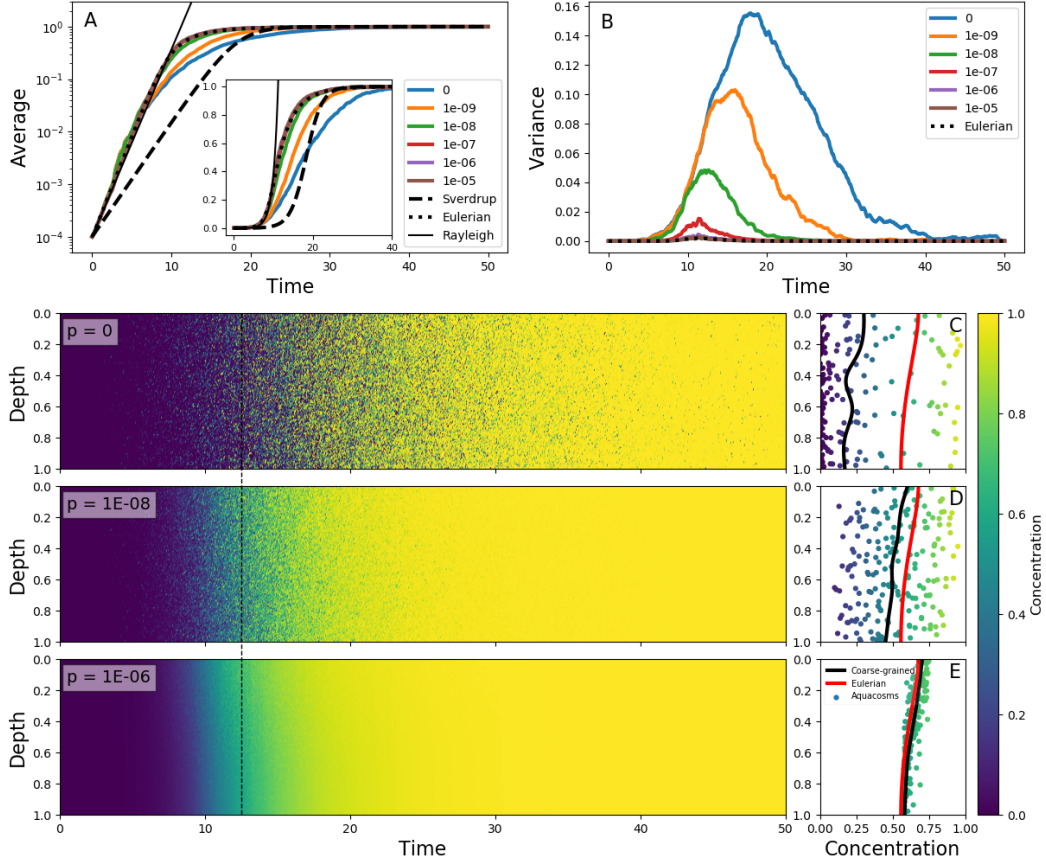 A
Average
10^0
10^-1
10^-2
10^-3
10^-4
0 10 20 30 40 50
Time
1.0
0.8
0.6
0.4
0.2
0.0
0 20 40
0
1e-09
1e-08
1e-07
1e-06
1e-05
Sverdrup
Eulerian
Rayleigh
B
Variance
0.16
0.14
0.12
0.10
0.08
0.06
0.04
0.02
0.00
0 10 20 30 40 50
Time
0
1e-09
1e-08
1e-07
1e-06
1e-05
Eulerian
p = 0
Depth
0.0
0.2
0.4
0.6
0.8
1.0
C
p = 1E-08
Depth
0.0
0.2
0.4
0.6
0.8
1.0
D
p = 1E-06
Depth
0.0
0.2
0.4
0.6
0.8
1.0
0 10 20 30 40 50
Time
E
Coarse-grained
Eulerian
Aquacosms
0.00 0.25 0.50 0.75 1.00
Concentration
1.0
0.8
0.6
0.4
0.2
0.0
Concentration